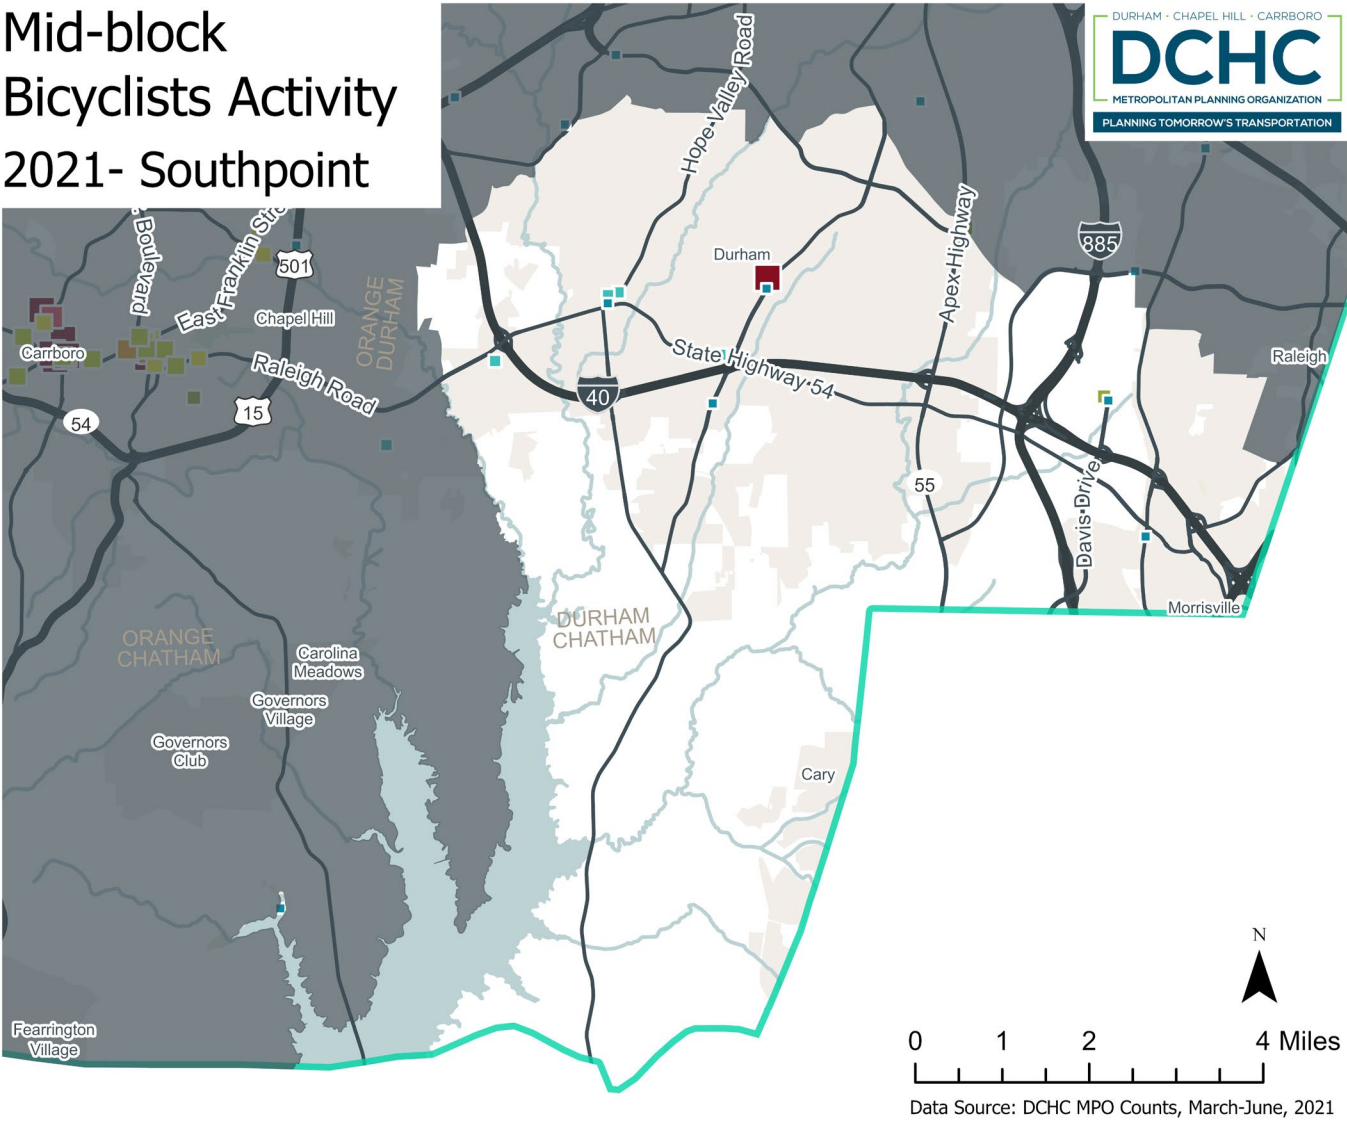 Mid-block
Bicyclists Activity
2021- Southpoint
DURHAM · CHAPEL HILL · CARRBORO
DCHC
METROPOLITAN PLANNING ORGANIZATION
PLANNING TOMORROW'S TRANSPORTATION
Hope Valley Road
Boulevard
East Franklin Stre
501
885
Apex Highway
Durham
ORANGE
DURHAM
Chapel Hill
Carrboro
Raleigh Road
State Highway 54
Raleigh
40
15
54
55
Davis Drive
Morrisville
DURHAM
CHATHAM
ORANGE
CHATHAM
Carolina
Meadows
Governors
Village
Governors
Club
Cary
Fearrington
Village
N
0 1 2 4 Miles
Data Source: DCHC MPO Counts, March-June, 2021